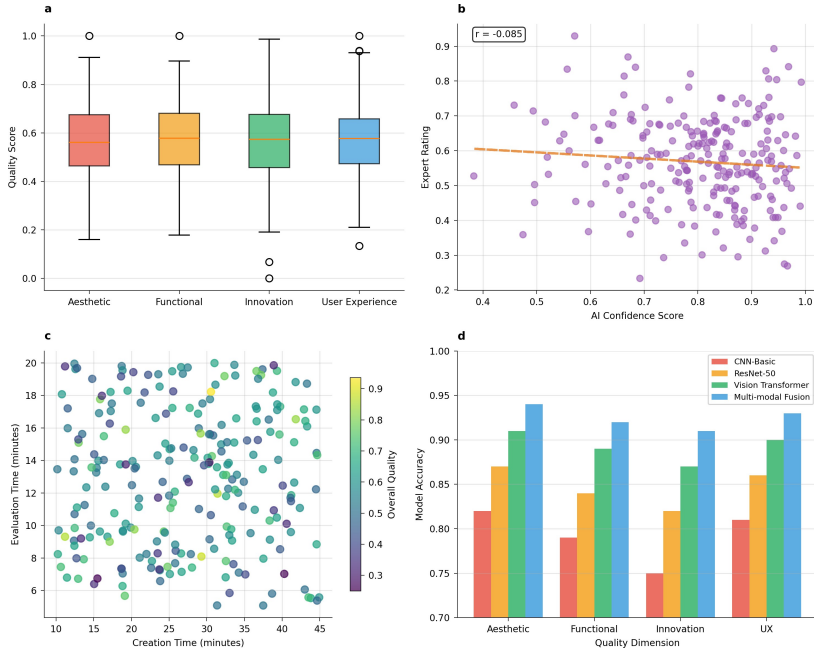 a
1.0
0.8
0.6
0.4
0.2
0.0
Quality Score
Aesthetic
Functional
Innovation
User Experience
b
r = -0.085
0.9
0.8
0.7
0.6
0.5
0.4
0.3
0.2
Expert Rating
0.4
0.5
0.6
0.7
0.8
0.9
1.0
AI Confidence Score
c
20
18
16
14
12
10
8
6
Evaluation Time (minutes)
10
15
20
25
30
35
40
45
Creation Time (minutes)
0.9
0.8
0.7
0.6
0.5
0.4
0.3
Overall Quality
d
1.00
0.95
0.90
0.85
0.80
0.75
0.70
Model Accuracy
CNN-Basic
ResNet-50
Vision Transformer
Multi-modal Fusion
Aesthetic
Functional
Innovation
UX
Quality Dimension